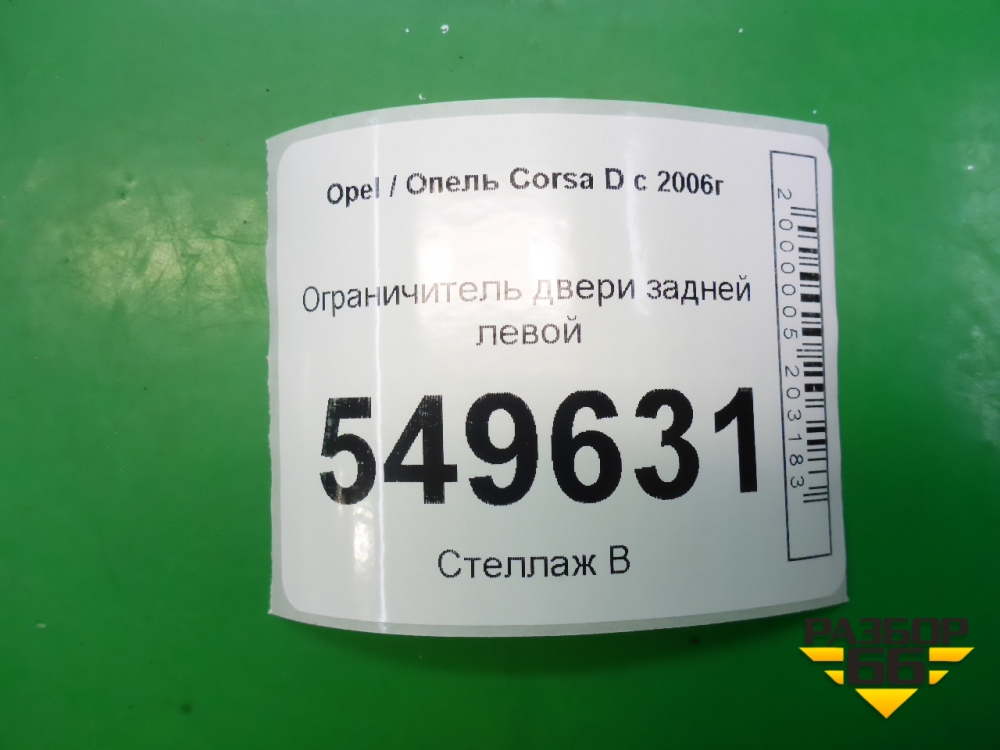 Opel / Опель Corsa D с 2006г
Ограничитель двери задней
левой
549631
Стеллаж В
2000005203183
РАЗБОР
66